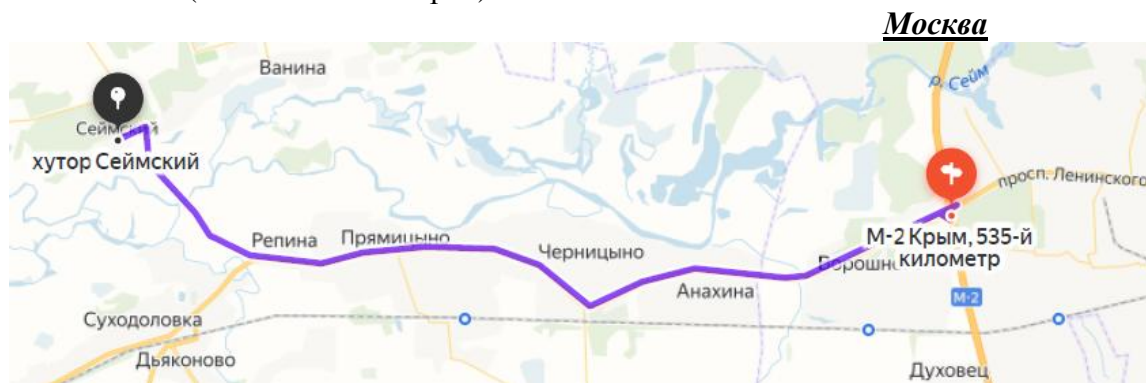 Москва
Ванина
р. Сейм
Сеймский
хутор Сеймский
просп. Ленинского
Репина
Прямицыно
Черницыно
М-2 Крым, 535-й
километр
Анахина
М-2
Суходоловка
Дьяконово
Духовец